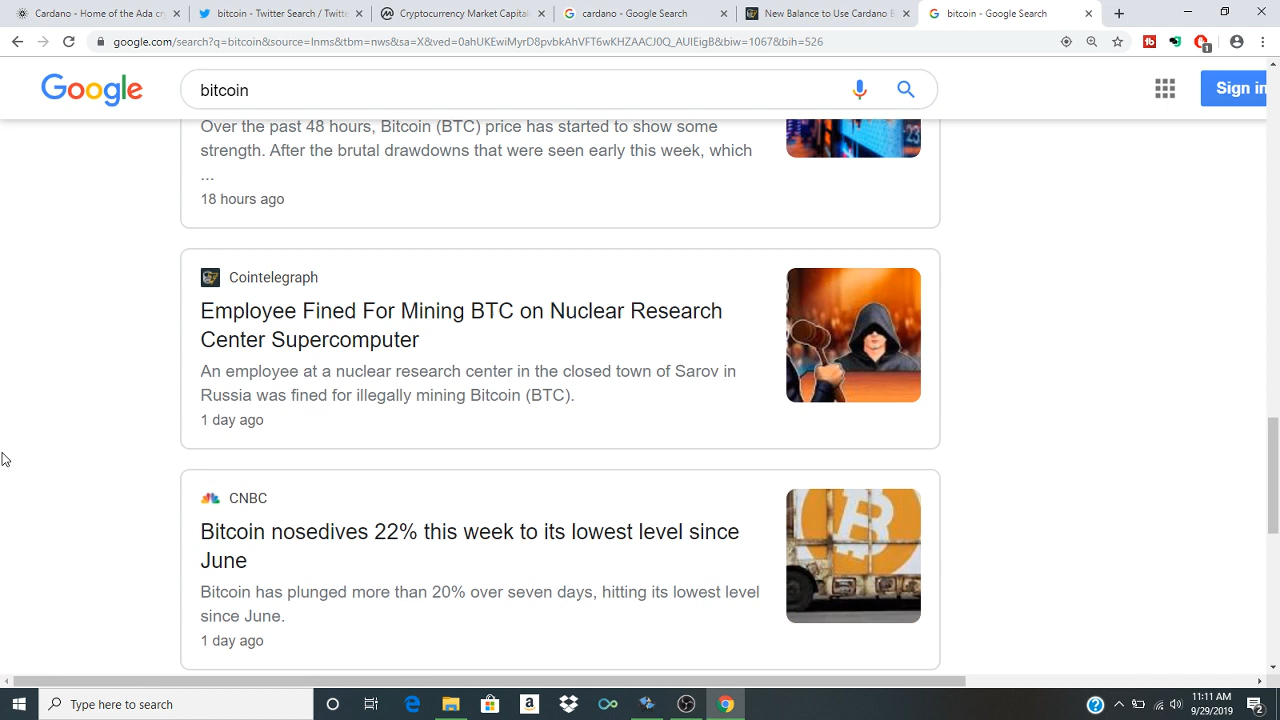 Cardano - Home of the Ada cry
bitcoin - Twitter Search / Twitte
Cryptocurrency Market Capital
cardano - Google Search
New Balance to Use Cardano B
bitcoin - Google Search
google.com/search?q=bitcoin&source=lnms&tbm=nws&sa=X&ved=0ahUKEwiMyrD8pvbkAhVFT6wKHZAACJ0Q_AUIEigB&biw=1067&bih=526
Google
bitcoin
Sign in
Over the past 48 hours, Bitcoin (BTC) price has started to show some
strength. After the brutal drawdowns that were seen early this week, which
...
18 hours ago
Cointelegraph
Employee Fined For Mining BTC on Nuclear Research
Center Supercomputer
An employee at a nuclear research center in the closed town of Sarov in
Russia was fined for illegally mining Bitcoin (BTC).
1 day ago
CNBC
Bitcoin nosedives 22% this week to its lowest level since
June
Bitcoin has plunged more than 20% over seven days, hitting its lowest level
since June.
1 day ago
Type here to search
11:11 AM
9/29/2019
2